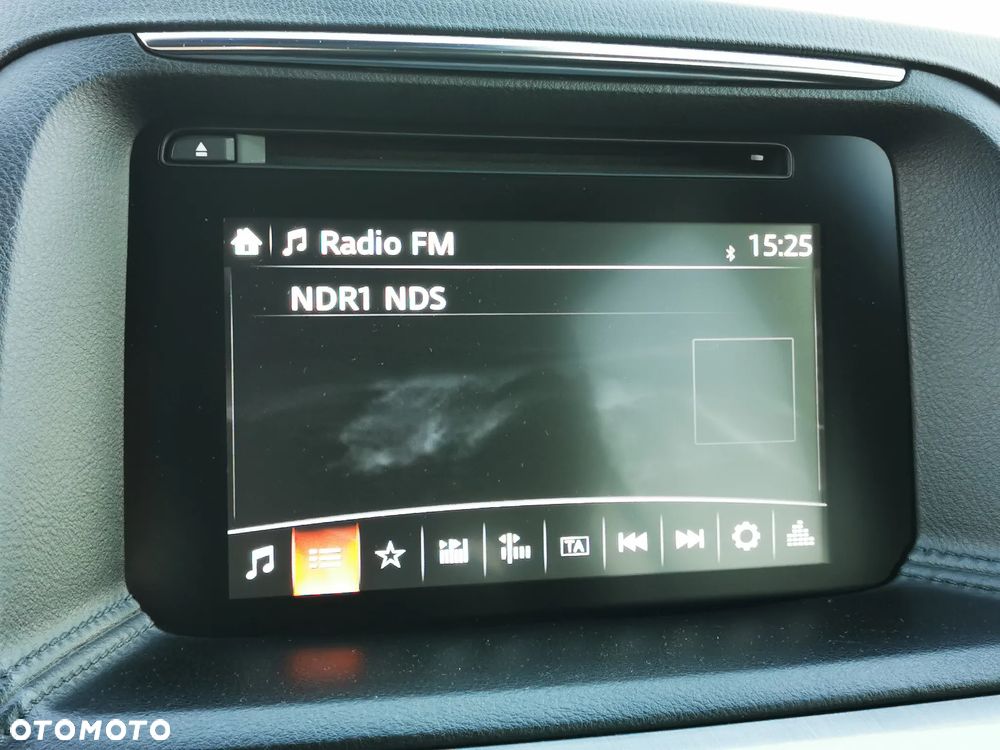 Radio FM
15:25
NDR1 NDS
TA
OTOMOTO